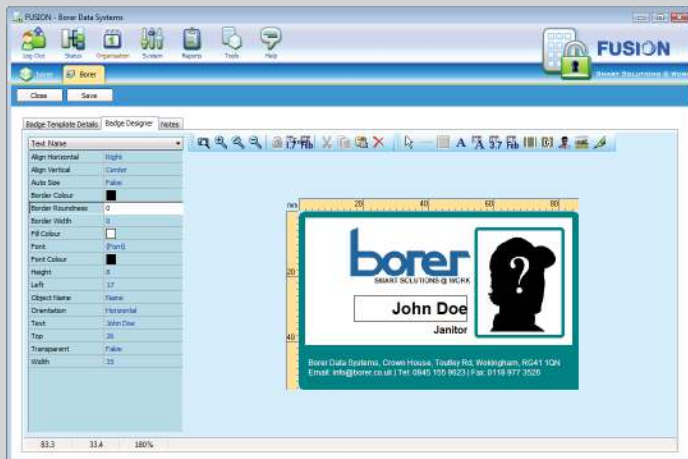 FUSION - Borer Data Systems
Log Out Status Organisation System Reports Tools Help
FUSION
SMART SOLUTIONS @ WORK
borer Borer
Close Save
Badge Template Details Badge Designer Notes
Text Name
Align Horizontal Right
Align Vertical Center
Auto Size False
Border Colour
Border Roundness 0
Border Width 0
Fill Colour
Font (Font)
Font Colour
Height 8
Left 17
Object Name Name
Orientation Horizontal
Text John Doe
Top 26
Transparent False
Width 33
mm 20 40 60 80
20
40
borer
SMART SOLUTIONS @ WORK
?
John Doe
Janitor
Borer Data Systems, Crown House, Toutley Rd, Wokingham, RG41 1QN
Email: info@borer.co.uk | Tel: 0845 155 9623 | Fax: 0118 977 3526
83.3 33.4 180%